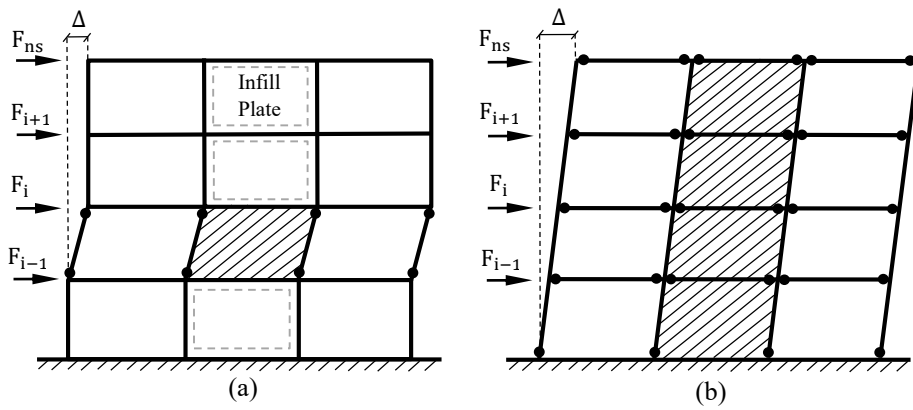 Δ
F_ns
Infill
Plate
F_i+1
F_i
F_i−1
(a)
Δ
F_ns
F_i+1
F_i
F_i−1
(b)